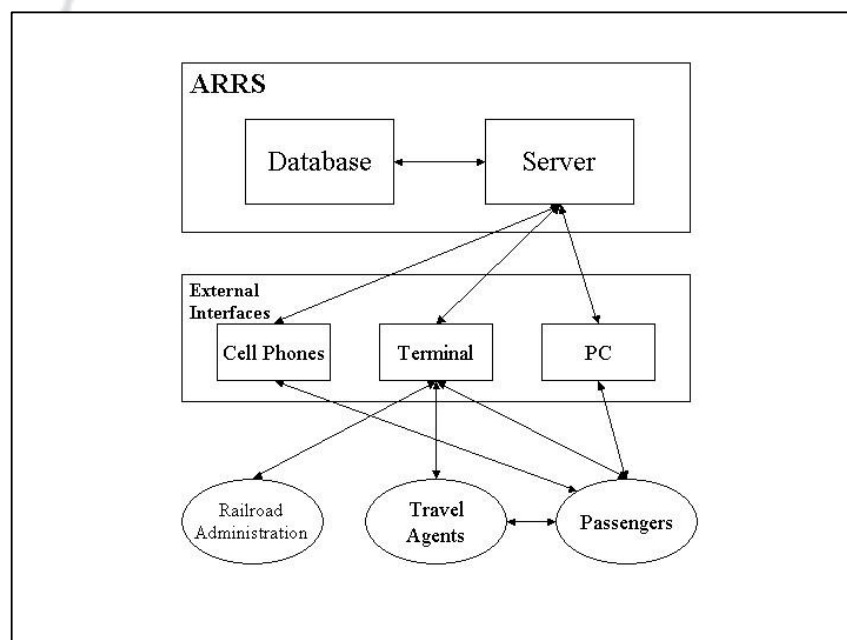 ARRS
Database
Server
External
Interfaces
Cell Phones
Terminal
PC
Railroad
Administration
Travel
Agents
Passengers